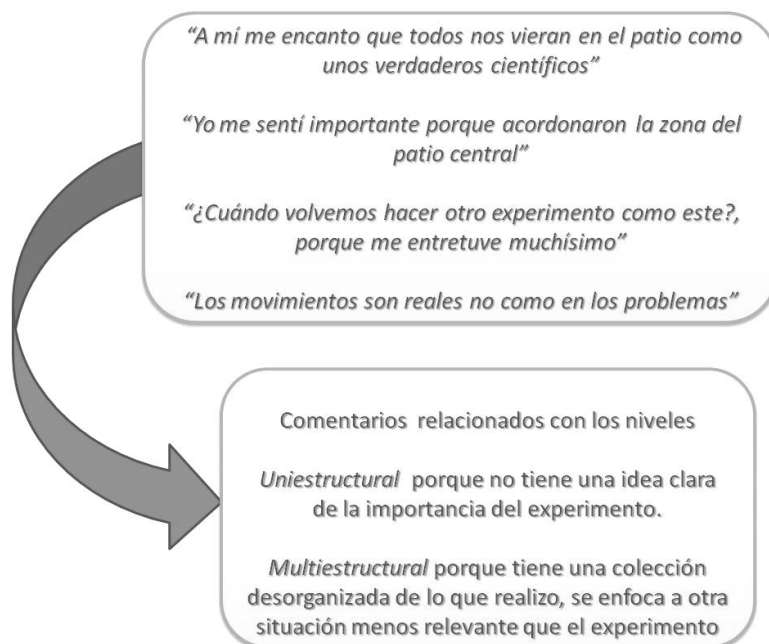 “A mí me encanto que todos nos vieran en el patio como
unos verdaderos científicos”
“Yo me sentí importante porque acordonaron la zona del
patio central”
“¿Cuándo volvemos hacer otro experimento como este?,
porque me entretuve muchísimo”
“Los movimientos son reales no como en los problemas”
Comentarios relacionados con los niveles
Uniestructural porque no tiene una idea clara
de la importancia del experimento.
Multiestructural porque tiene una colección
desorganizada de lo que realizo, se enfoca a otra
situación menos relevante que el experimento